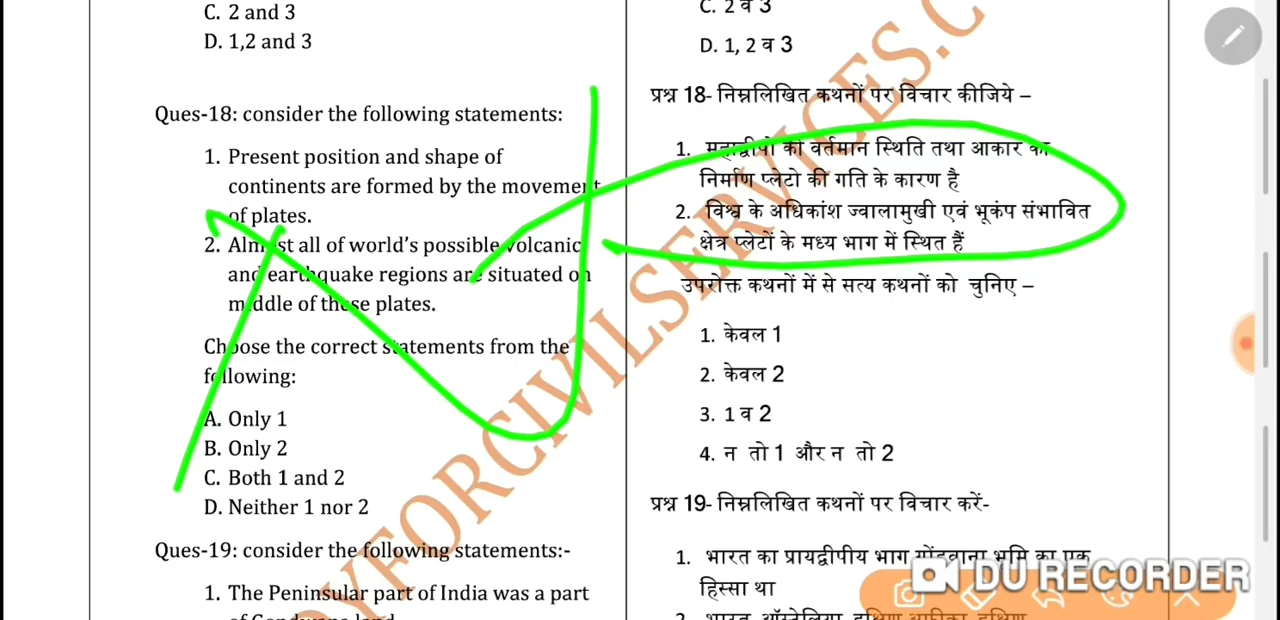 C. 2 and 3
D. 1,2 and 3
Ques-18: consider the following statements:
1. Present position and shape of
continents are formed by the movement
of plates.
2. Almost all of world's possible volcanic
and earthquake regions are situated on
middle of these plates.
Choose the correct statements from the
following:
A. Only 1
B. Only 2
C. Both 1 and 2
D. Neither 1 nor 2
Ques-19: consider the following statements:-
1. The Peninsular part of India was a part
C. 2 व 3
D. 1, 2 व 3
प्रश्न 18- निम्नलिखित कथनों पर विचार कीजिये –
1. महाद्वीपो की वर्तमान स्थिति तथा आकार का
निर्माण प्लेटो की गति के कारण है
2. विश्व के अधिकांश ज्वालामुखी एवं भूकंप संभावित
क्षेत्र प्लेटों के मध्य भाग में स्थित हैं
उपरोक्त कथनों में से सत्य कथनों को चुनिए –
1. केवल 1
2. केवल 2
3. 1 व 2
4. न तो 1 और न तो 2
प्रश्न 19- निम्नलिखित कथनों पर विचार करें-
1. भारत का प्रायद्वीपीय भाग गोंडवाना भूमि का एक
हिस्सा था
OYFORCIVILSERVICES.C
DU RECORDER